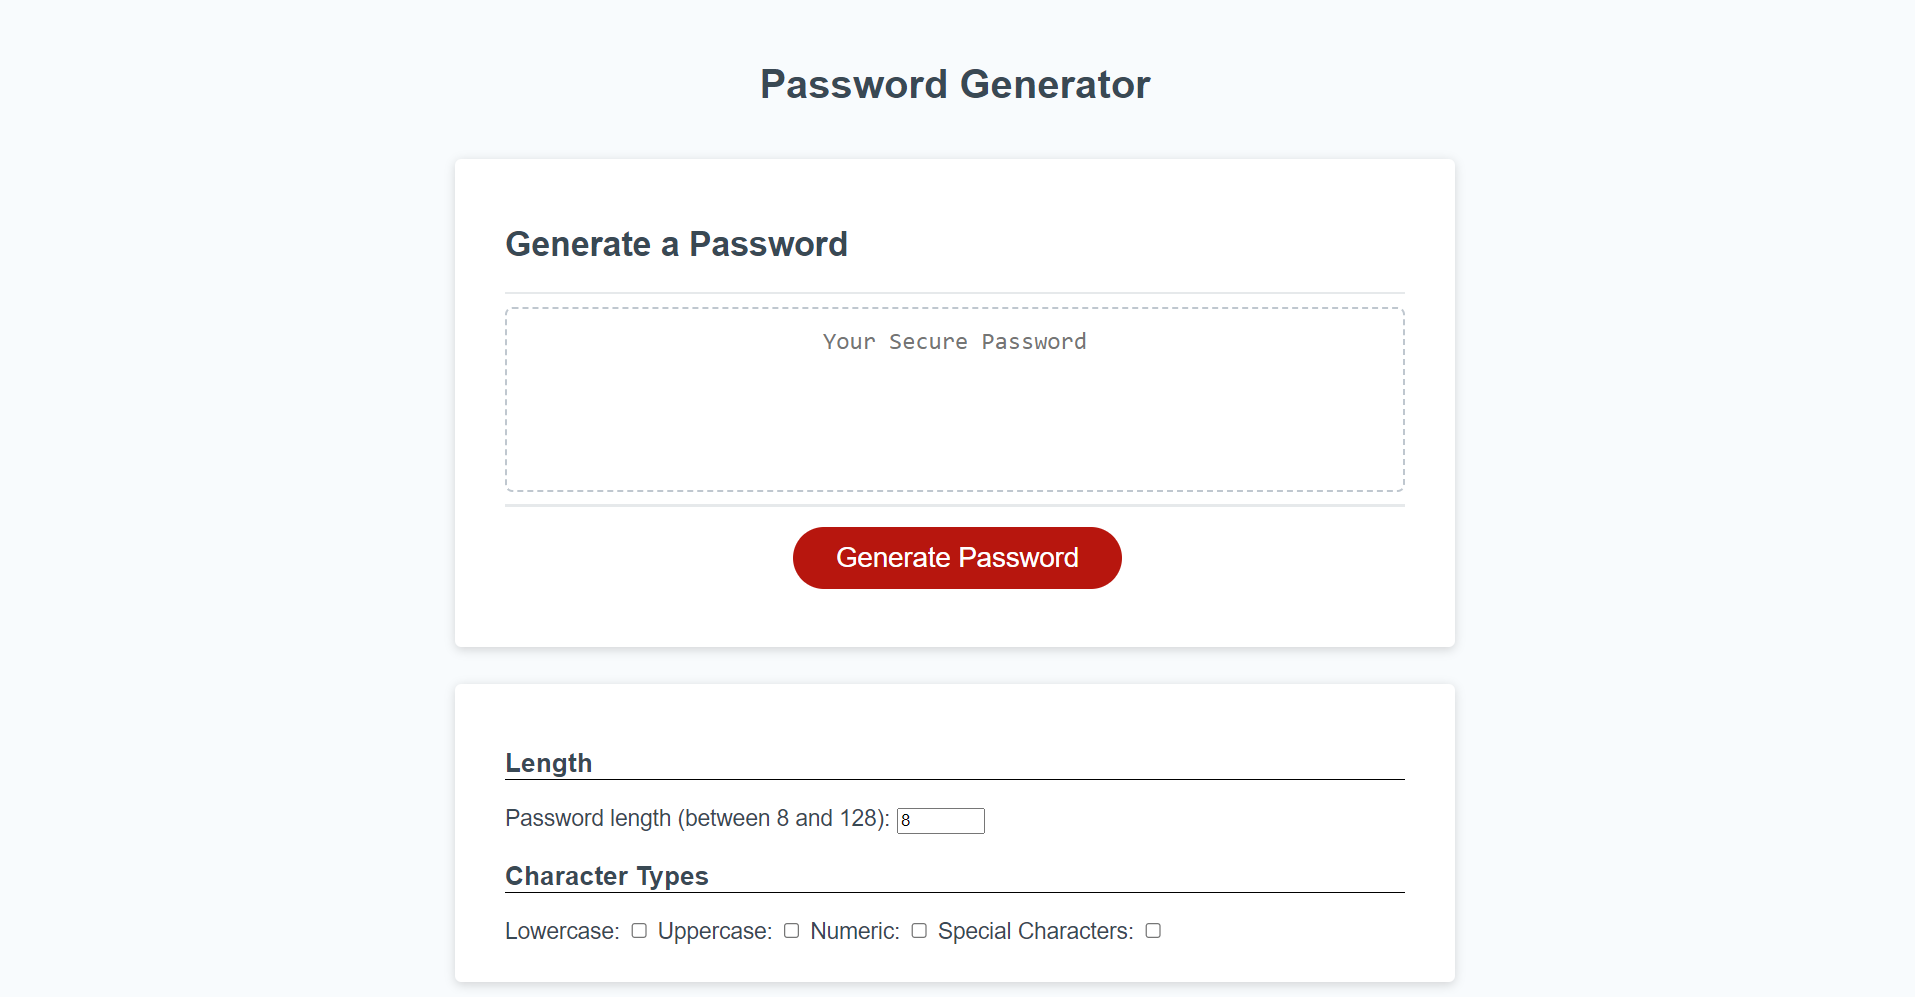 Password Generator
Generate a Password
Your Secure Password
Generate Password
Length
Password length (between 8 and 128): 8
Character Types
Lowercase: Uppercase: Numeric: Special Characters: